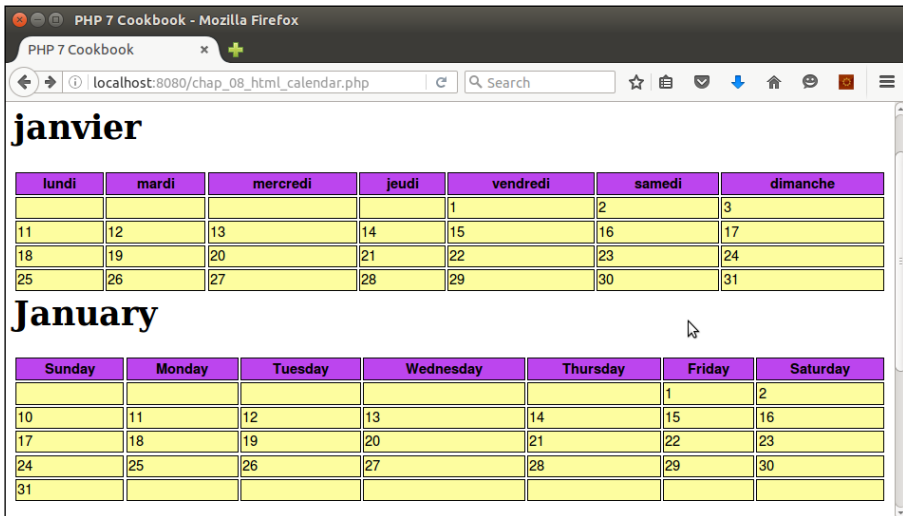 PHP 7 Cookbook - Mozilla Firefox
PHP 7 Cookbook
localhost:8080/chap_08_html_calendar.php
Search
janvier
lundi mardi mercredi jeudi vendredi samedi dimanche
1 2 3
11 12 13 14 15 16 17
18 19 20 21 22 23 24
25 26 27 28 29 30 31
January
Sunday Monday Tuesday Wednesday Thursday Friday Saturday
1 2
10 11 12 13 14 15 16
17 18 19 20 21 22 23
24 25 26 27 28 29 30
31